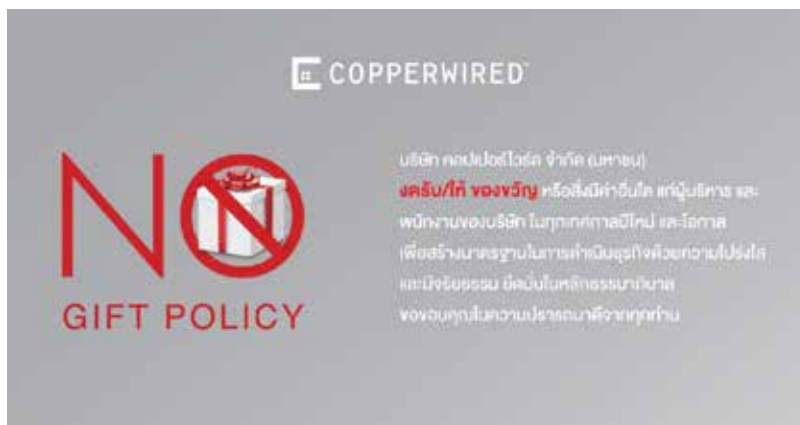 COPPERWIRED
NO
GIFT POLICY
บริษัท คอปเปอร์ไวร์ด จำกัด (มหาชน)
งดรับ/ให้ ของขวัญ หรือสิ่งมีค่าอื่นใด แก่ผู้บริหาร และ
พนักงานของบริษัท ในทุกเทศกาลปีใหม่ และโอกาส
เพื่อสร้างมาตรฐานในการดำเนินธุรกิจด้วยความโปร่งใส
และมีจริยธรรม ยึดมั่นในหลักธรรมาภิบาล
ขอขอบคุณในความปรารถนาดีจากทุกท่าน